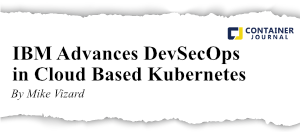 CONTAINER
JOURNAL
IBM Advances DevSecOps
in Cloud Based Kubernetes
By Mike Vizard